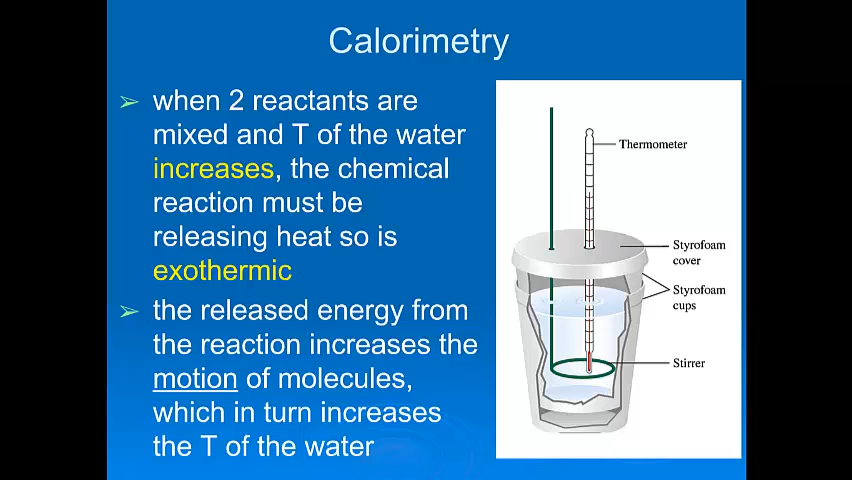 Calorimetry
➢ when 2 reactants are
mixed and T of the water
increases, the chemical
reaction must be
releasing heat so is
exothermic
➢ the released energy from
the reaction increases the
motion of molecules,
which in turn increases
the T of the water
Thermometer
Styrofoam
cover
Styrofoam
cups
Stirrer